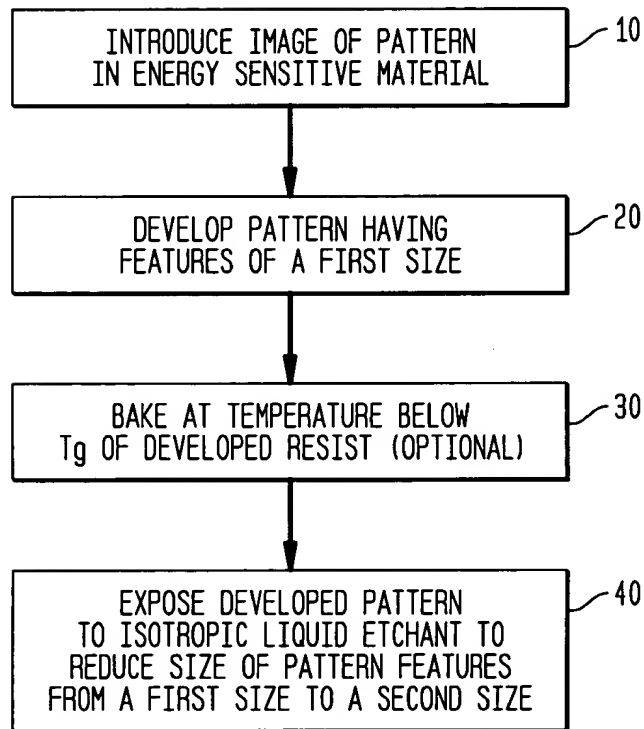 INTRODUCE IMAGE OF PATTERN
IN ENERGY SENSITIVE MATERIAL
10
DEVELOP PATTERN HAVING
FEATURES OF A FIRST SIZE
20
BAKE AT TEMPERATURE BELOW
Tg OF DEVELOPED RESIST (OPTIONAL)
30
EXPOSE DEVELOPED PATTERN
TO ISOTROPIC LIQUID ETCHANT TO
REDUCE SIZE OF PATTERN FEATURES
FROM A FIRST SIZE TO A SECOND SIZE
40